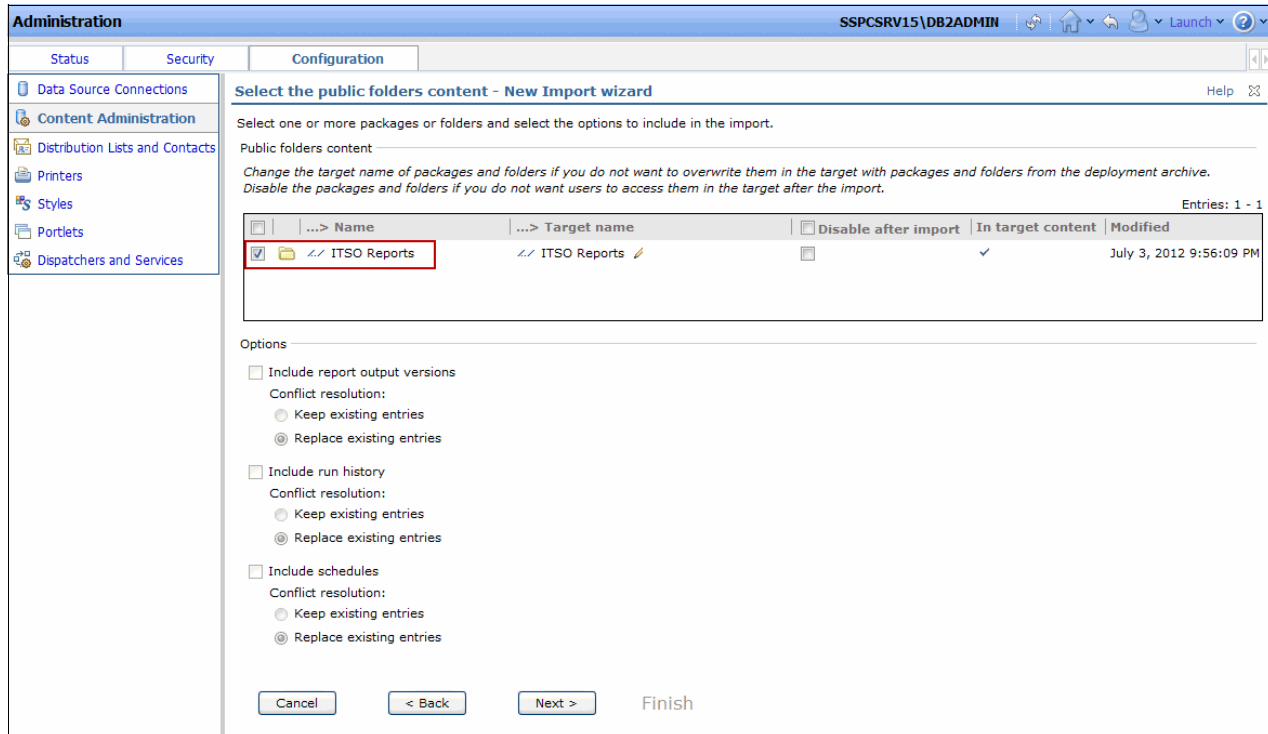 Administration SSPCSRV15\DB2ADMIN Launch
Status Security Configuration
Data Source Connections
Content Administration
Distribution Lists and Contacts
Printers
Styles
Portlets
Dispatchers and Services
Select the public folders content - New Import wizard Help
Select one or more packages or folders and select the options to include in the import.
Public folders content
Change the target name of packages and folders if you do not want to overwrite them in the target with packages and folders from the deployment archive.
Disable the packages and folders if you do not want users to access them in the target after the import.
Entries: 1 - 1
...> Name ...> Target name Disable after import In target content Modified
../ ITSO Reports ../ ITSO Reports July 3, 2012 9:56:09 PM
Options
Include report output versions
Conflict resolution:
Keep existing entries
Replace existing entries
Include run history
Conflict resolution:
Keep existing entries
Replace existing entries
Include schedules
Conflict resolution:
Keep existing entries
Replace existing entries
Cancel < Back Next > Finish